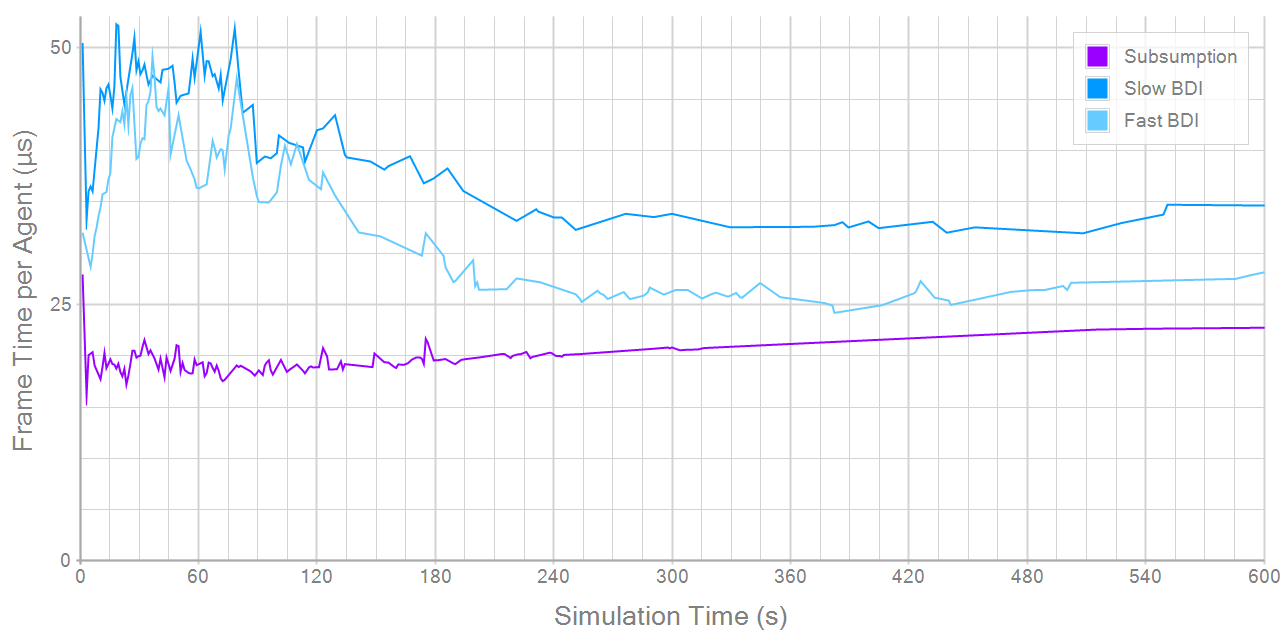 Frame Time per Agent (µs)
50
25
0
Subsumption
Slow BDI
Fast BDI
0 60 120 180 240 300 360 420 480 540 600
Simulation Time (s)